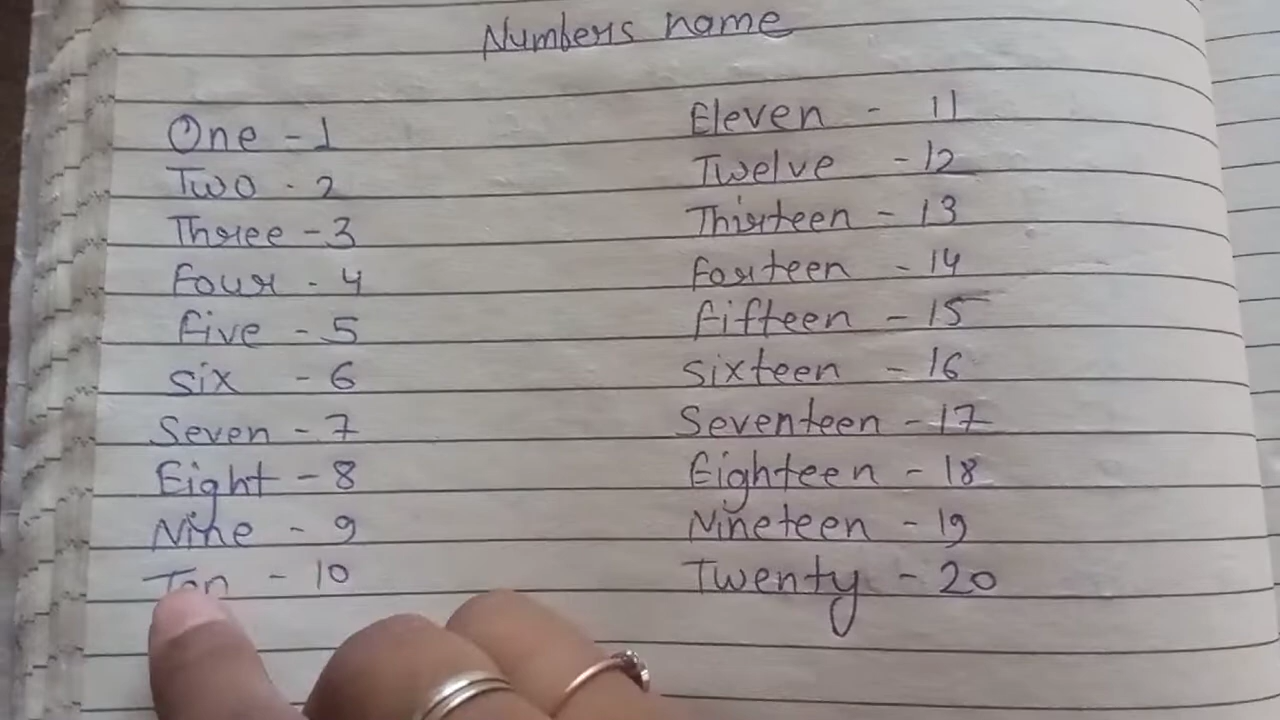 Numbers name
One - 1
Two - 2
Three - 3
Four - 4
Five - 5
Six - 6
Seven - 7
Eight - 8
Nine - 9
Ten - 10
Eleven - 11
Twelve - 12
Thirteen - 13
Forteen - 14
Fifteen - 15
Sixteen - 16
Seventeen - 17
Eighteen - 18
Nineteen - 19
Twenty - 20